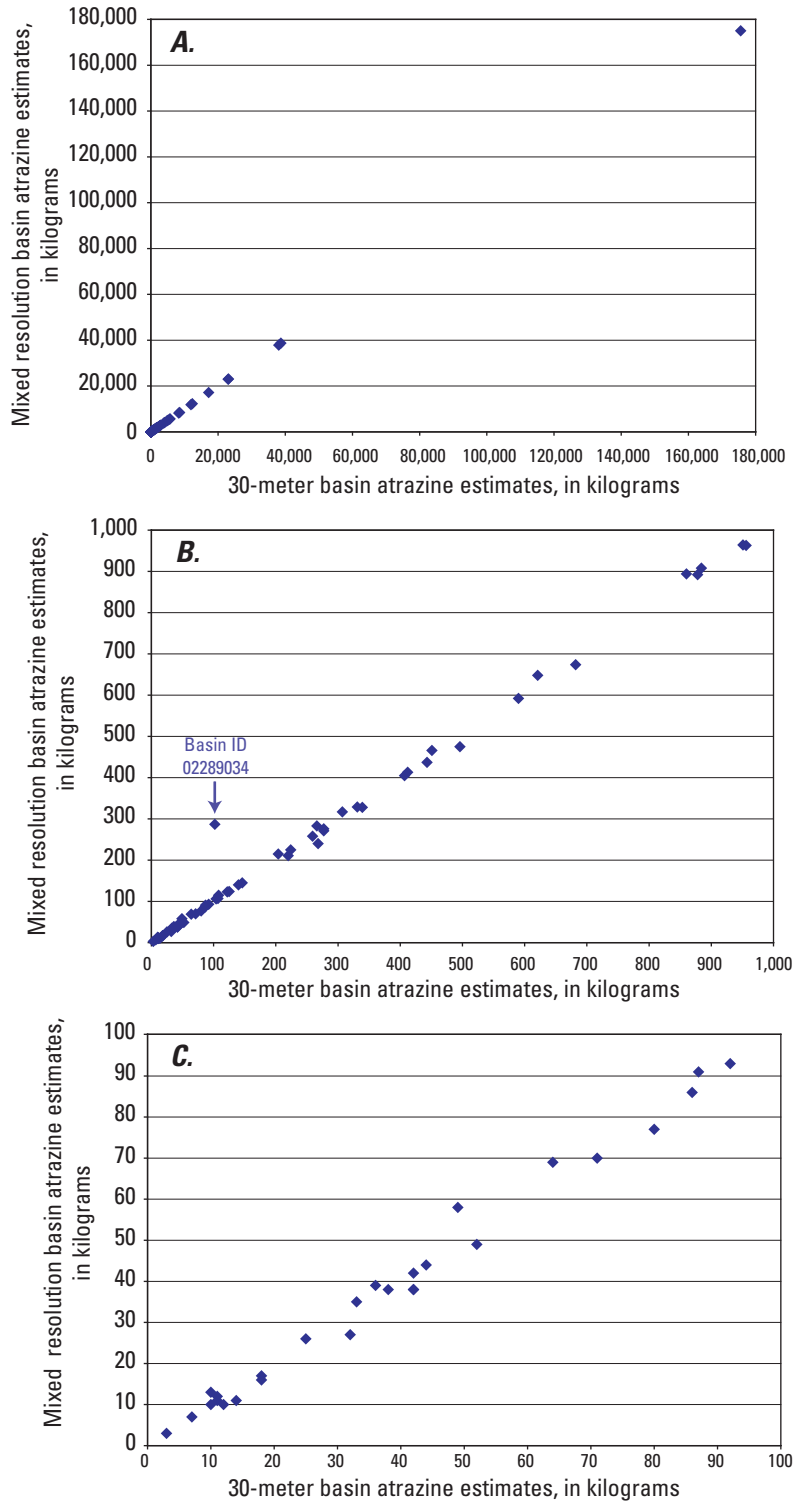 A.
Mixed resolution basin atrazine estimates,
in kilograms
180,000
160,000
140,000
120,000
100,000
80,000
60,000
40,000
20,000
0
0 20,000 40,000 60,000 80,000 100,000 120,000 140,000 160,000 180,000
30-meter basin atrazine estimates, in kilograms
B.
Mixed resolution basin atrazine estimates,
in kilograms
1,000
900
800
700
600
500
400
300
200
100
0
Basin ID
02289034
0 100 200 300 400 500 600 700 800 900 1,000
30-meter basin atrazine estimates, in kilograms
C.
Mixed resolution basin atrazine estimates,
in kilograms
100
90
80
70
60
50
40
30
20
10
0
0 10 20 30 40 50 60 70 80 90 100
30-meter basin atrazine estimates, in kilograms